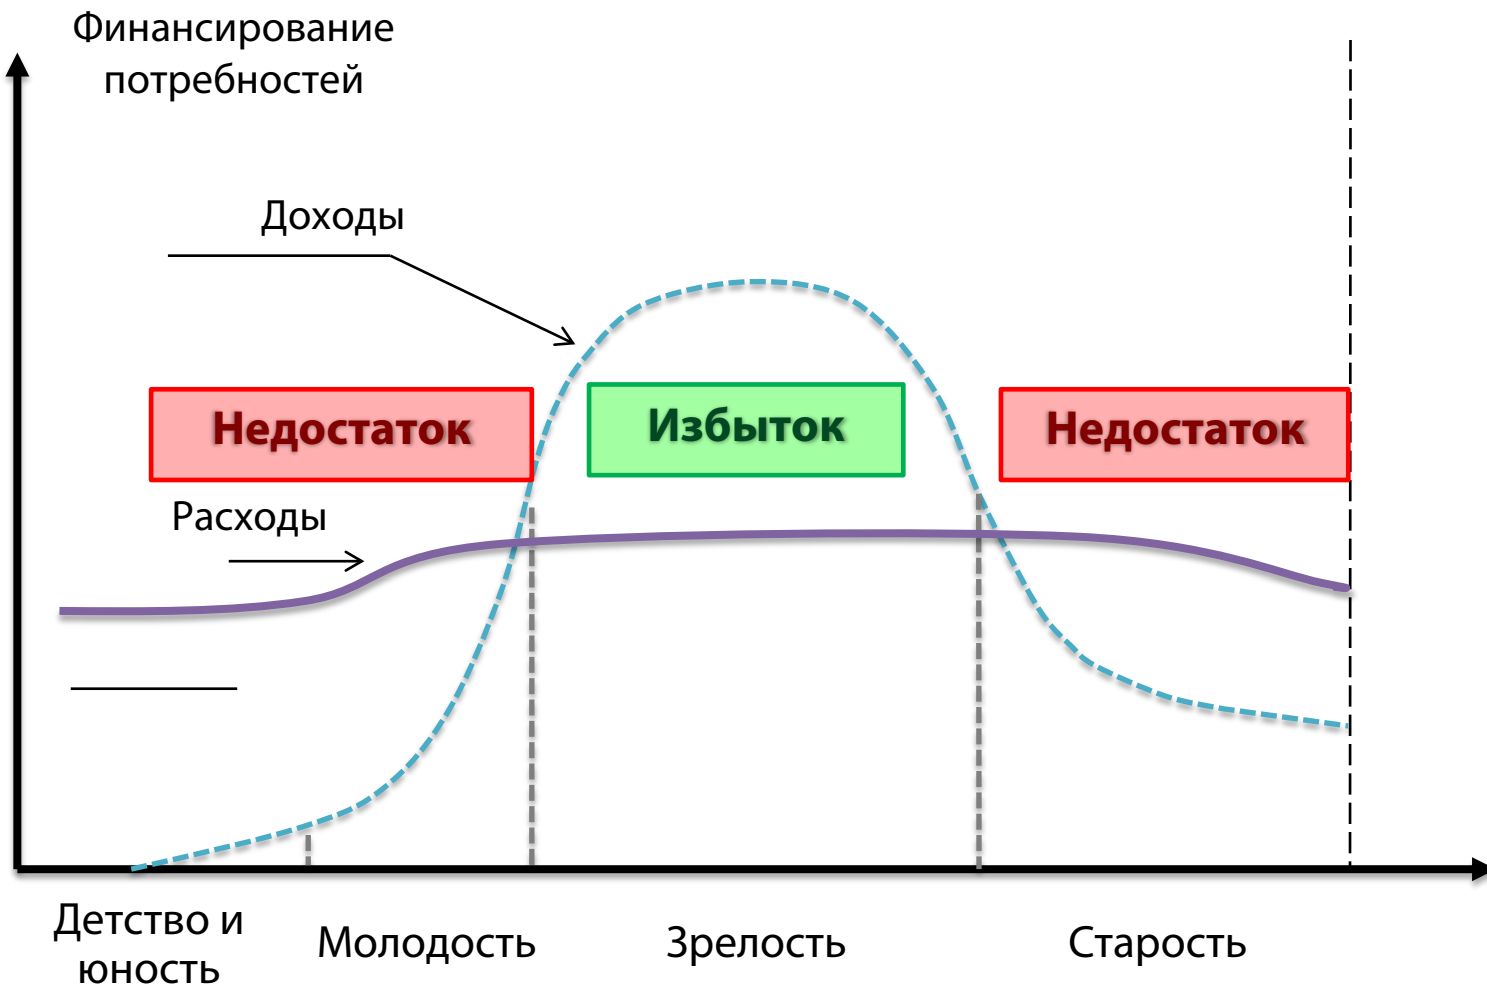 Финансирование
потребностей
Доходы
Недостаток
Избыток
Недостаток
Расходы
Детство и
юность
Молодость
Зрелость
Старость